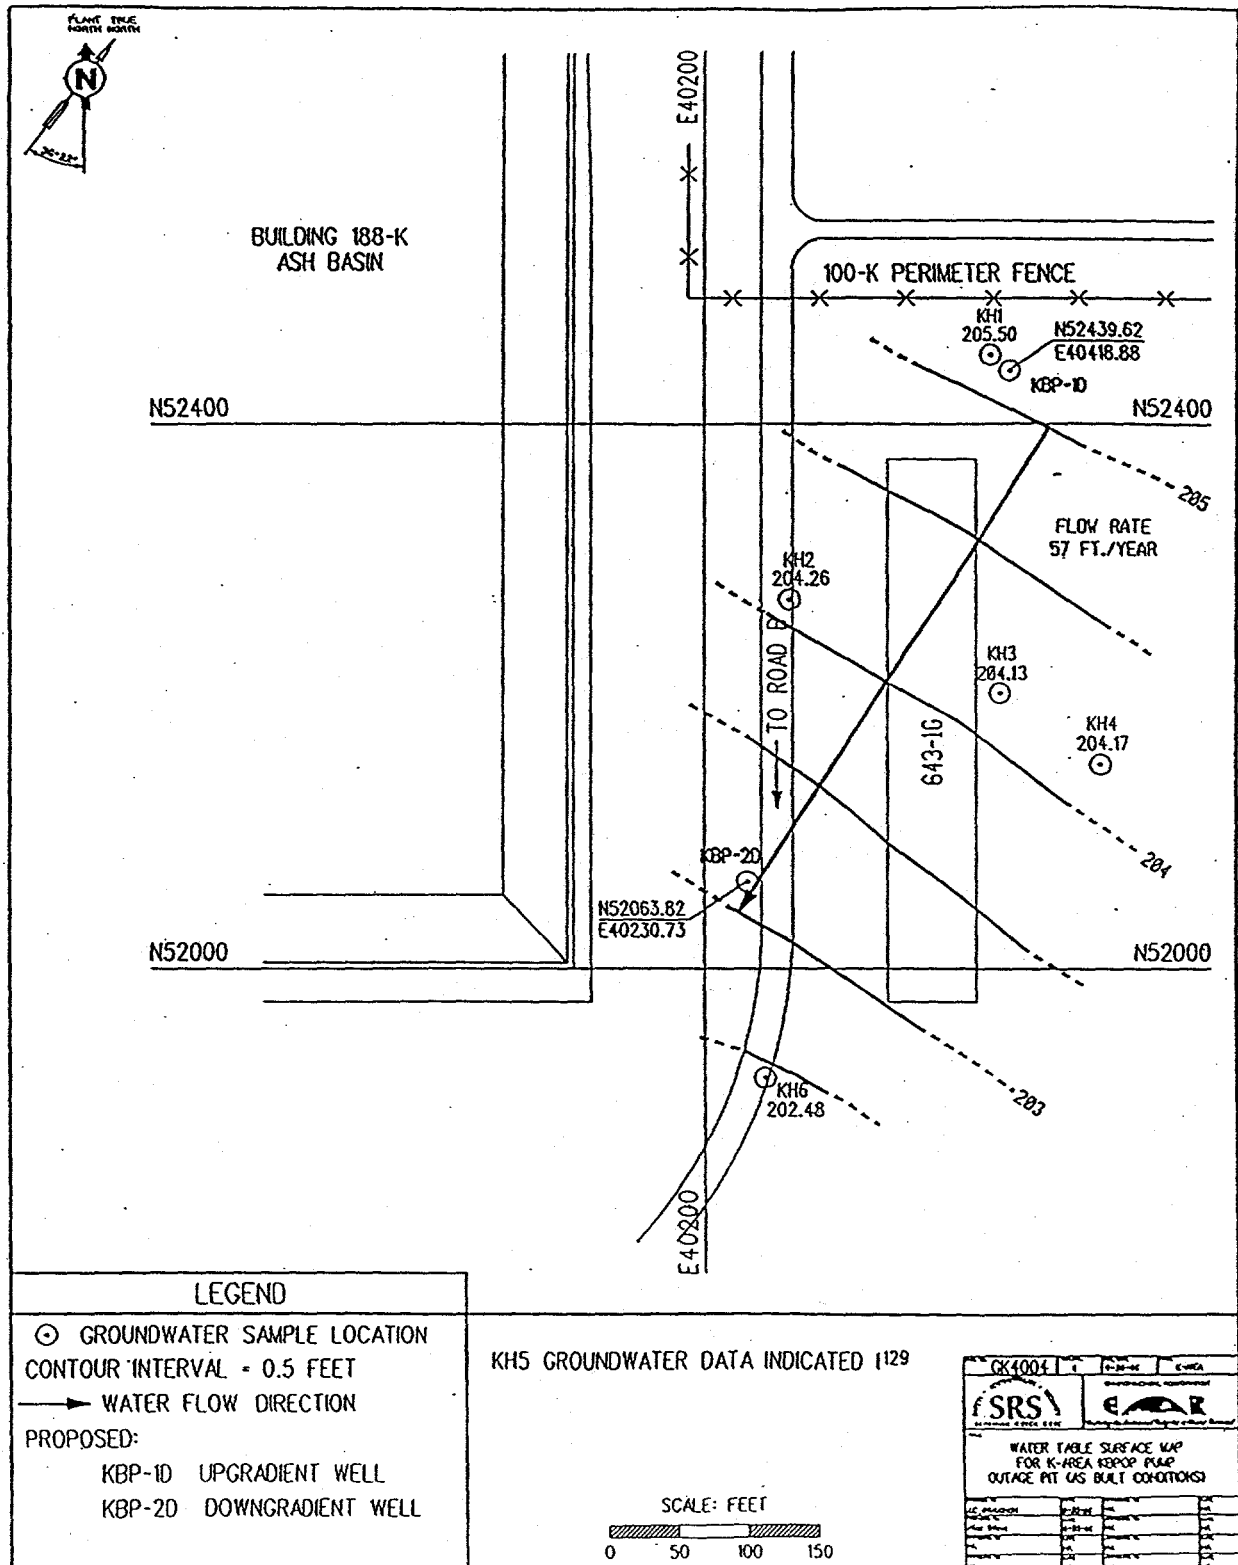 PLANT TRUE
NORTH NORTH
N
E40200
BUILDING 188-K
ASH BASIN
100-K PERIMETER FENCE
KH1
205.50
N52439.62
E40418.88
KBP-1D
N52400
N52400
205
FLOW RATE
57 FT./YEAR
KH2
204.26
TO ROAD B
KH3
204.13
KH4
204.17
643-1G
204
KBP-2D
N52063.82
E40230.73
N52000
N52000
203
KH6
202.48
E40200
LEGEND
GROUNDWATER SAMPLE LOCATION
CONTOUR INTERVAL = 0.5 FEET
WATER FLOW DIRECTION
PROPOSED:
KBP-1D UPGRADIENT WELL
KBP-2D DOWNGRADIENT WELL
KH5 GROUNDWATER DATA INDICATED 1129
SCALE: FEET
0 50 100 150
GK4004
SRS
WATER TABLE SURFACE MAP
FOR K-AREA KBPOP PUMP
OUTAGE PIT (AS BUILT CONDITIONS)